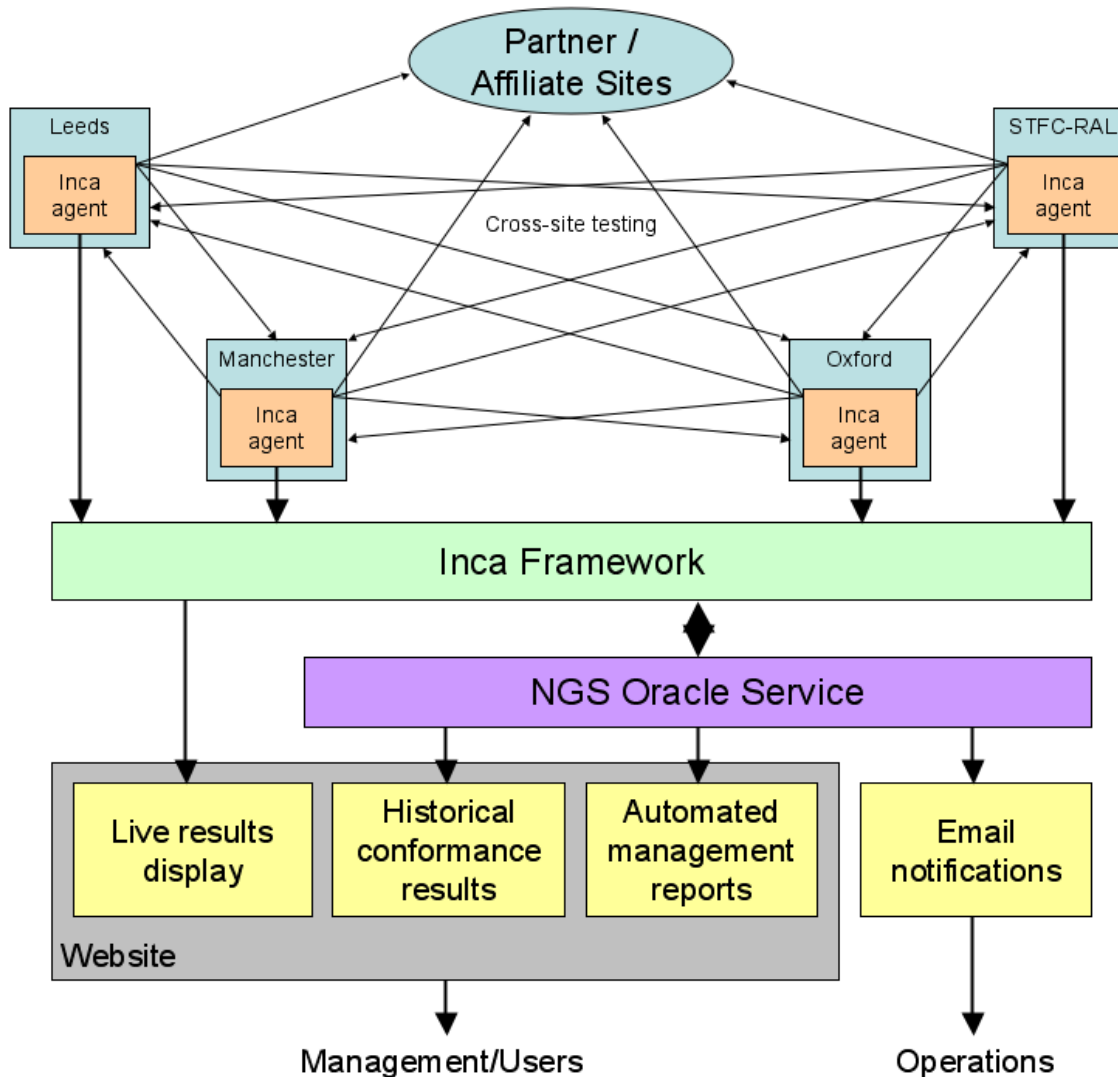 Partner /
Affiliate Sites
Leeds
STFC-RAL
Inca
agent
Inca
agent
Cross-site testing
Manchester
Oxford
Inca
agent
Inca
agent
Inca Framework
NGS Oracle Service
Live results
display
Historical
conformance
results
Automated
management
reports
Email
notifications
Website
Management/Users
Operations